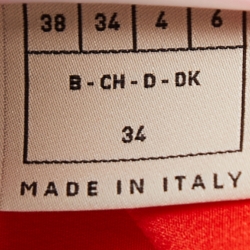 38 34 4 6
B - CH - D - DK
34
MADE IN ITALY